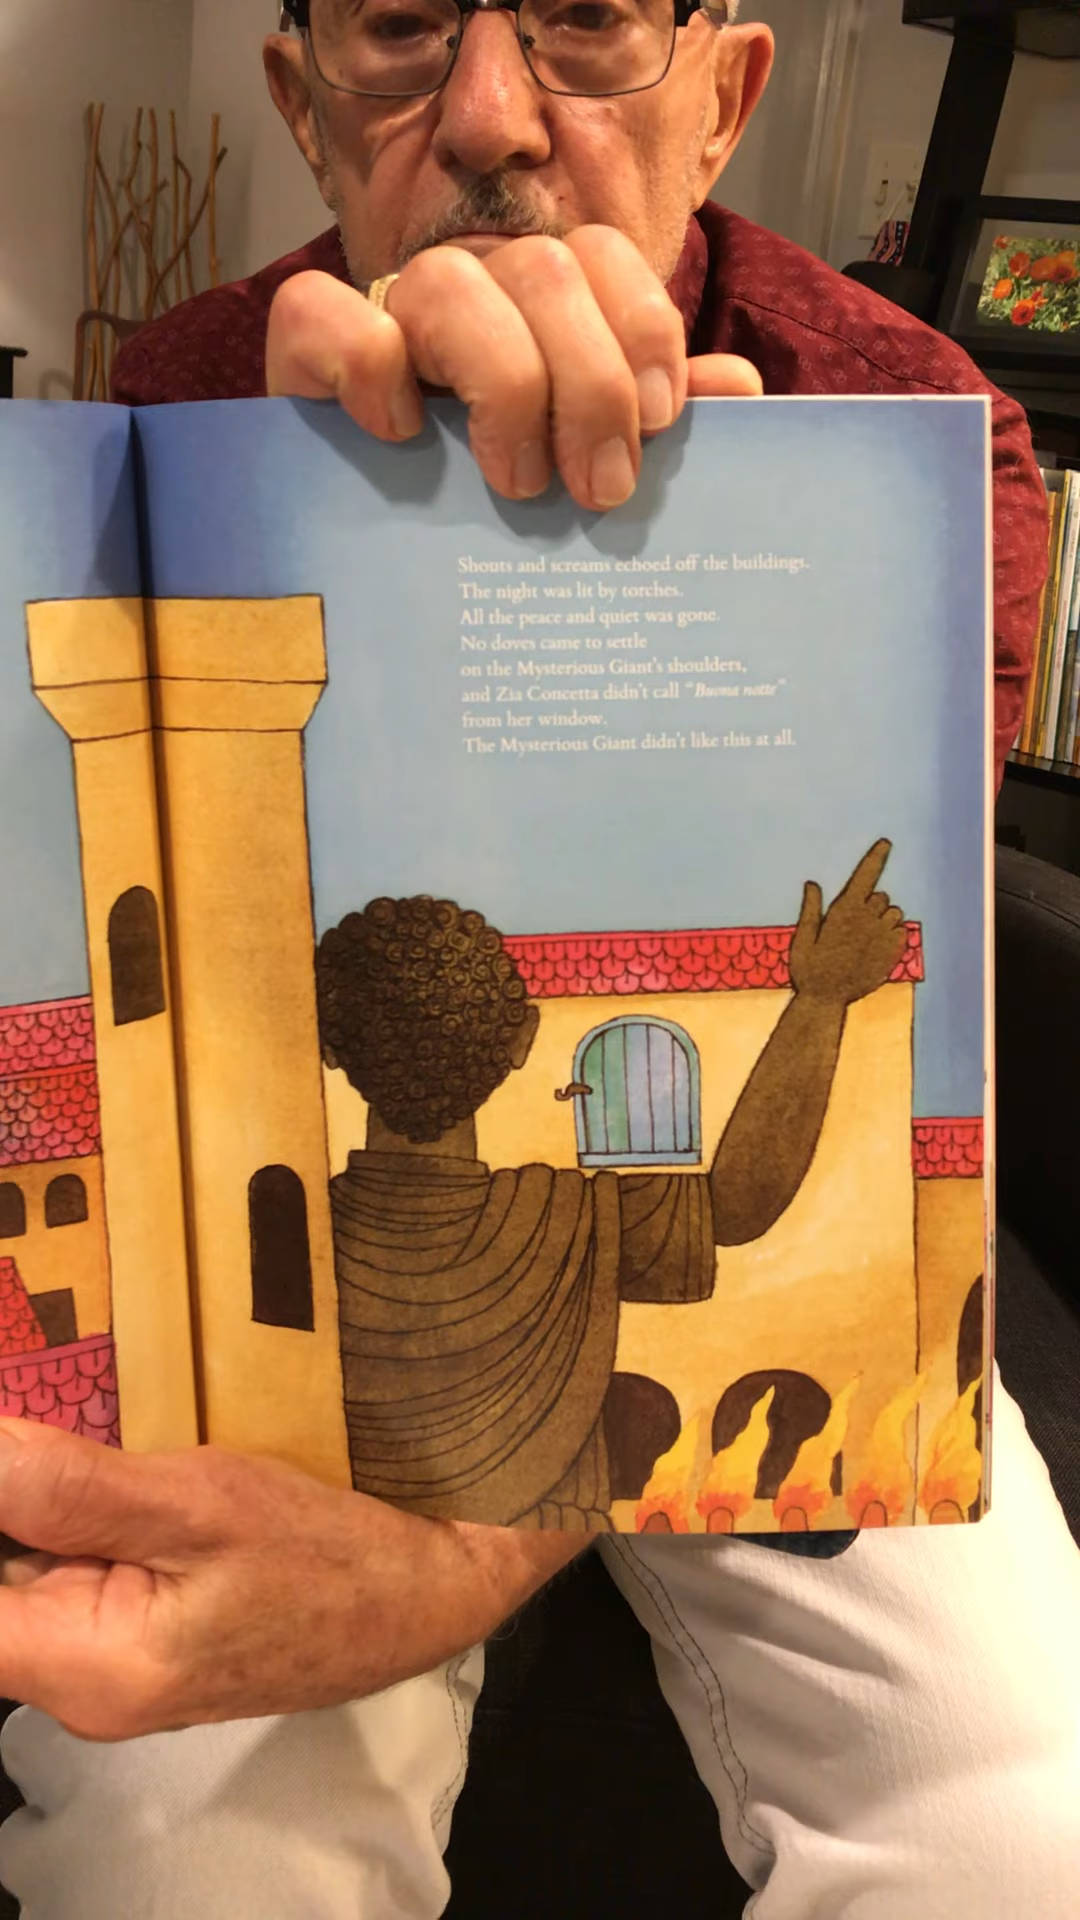 Shouts and screams echoed off the buildings.
The night was lit by torches.
All the peace and quiet was gone.
No doves came to settle
on the Mysterious Giant's shoulders,
and Zia Concetta didn't call "Buona notte"
from her window.
The Mysterious Giant didn't like this at all.